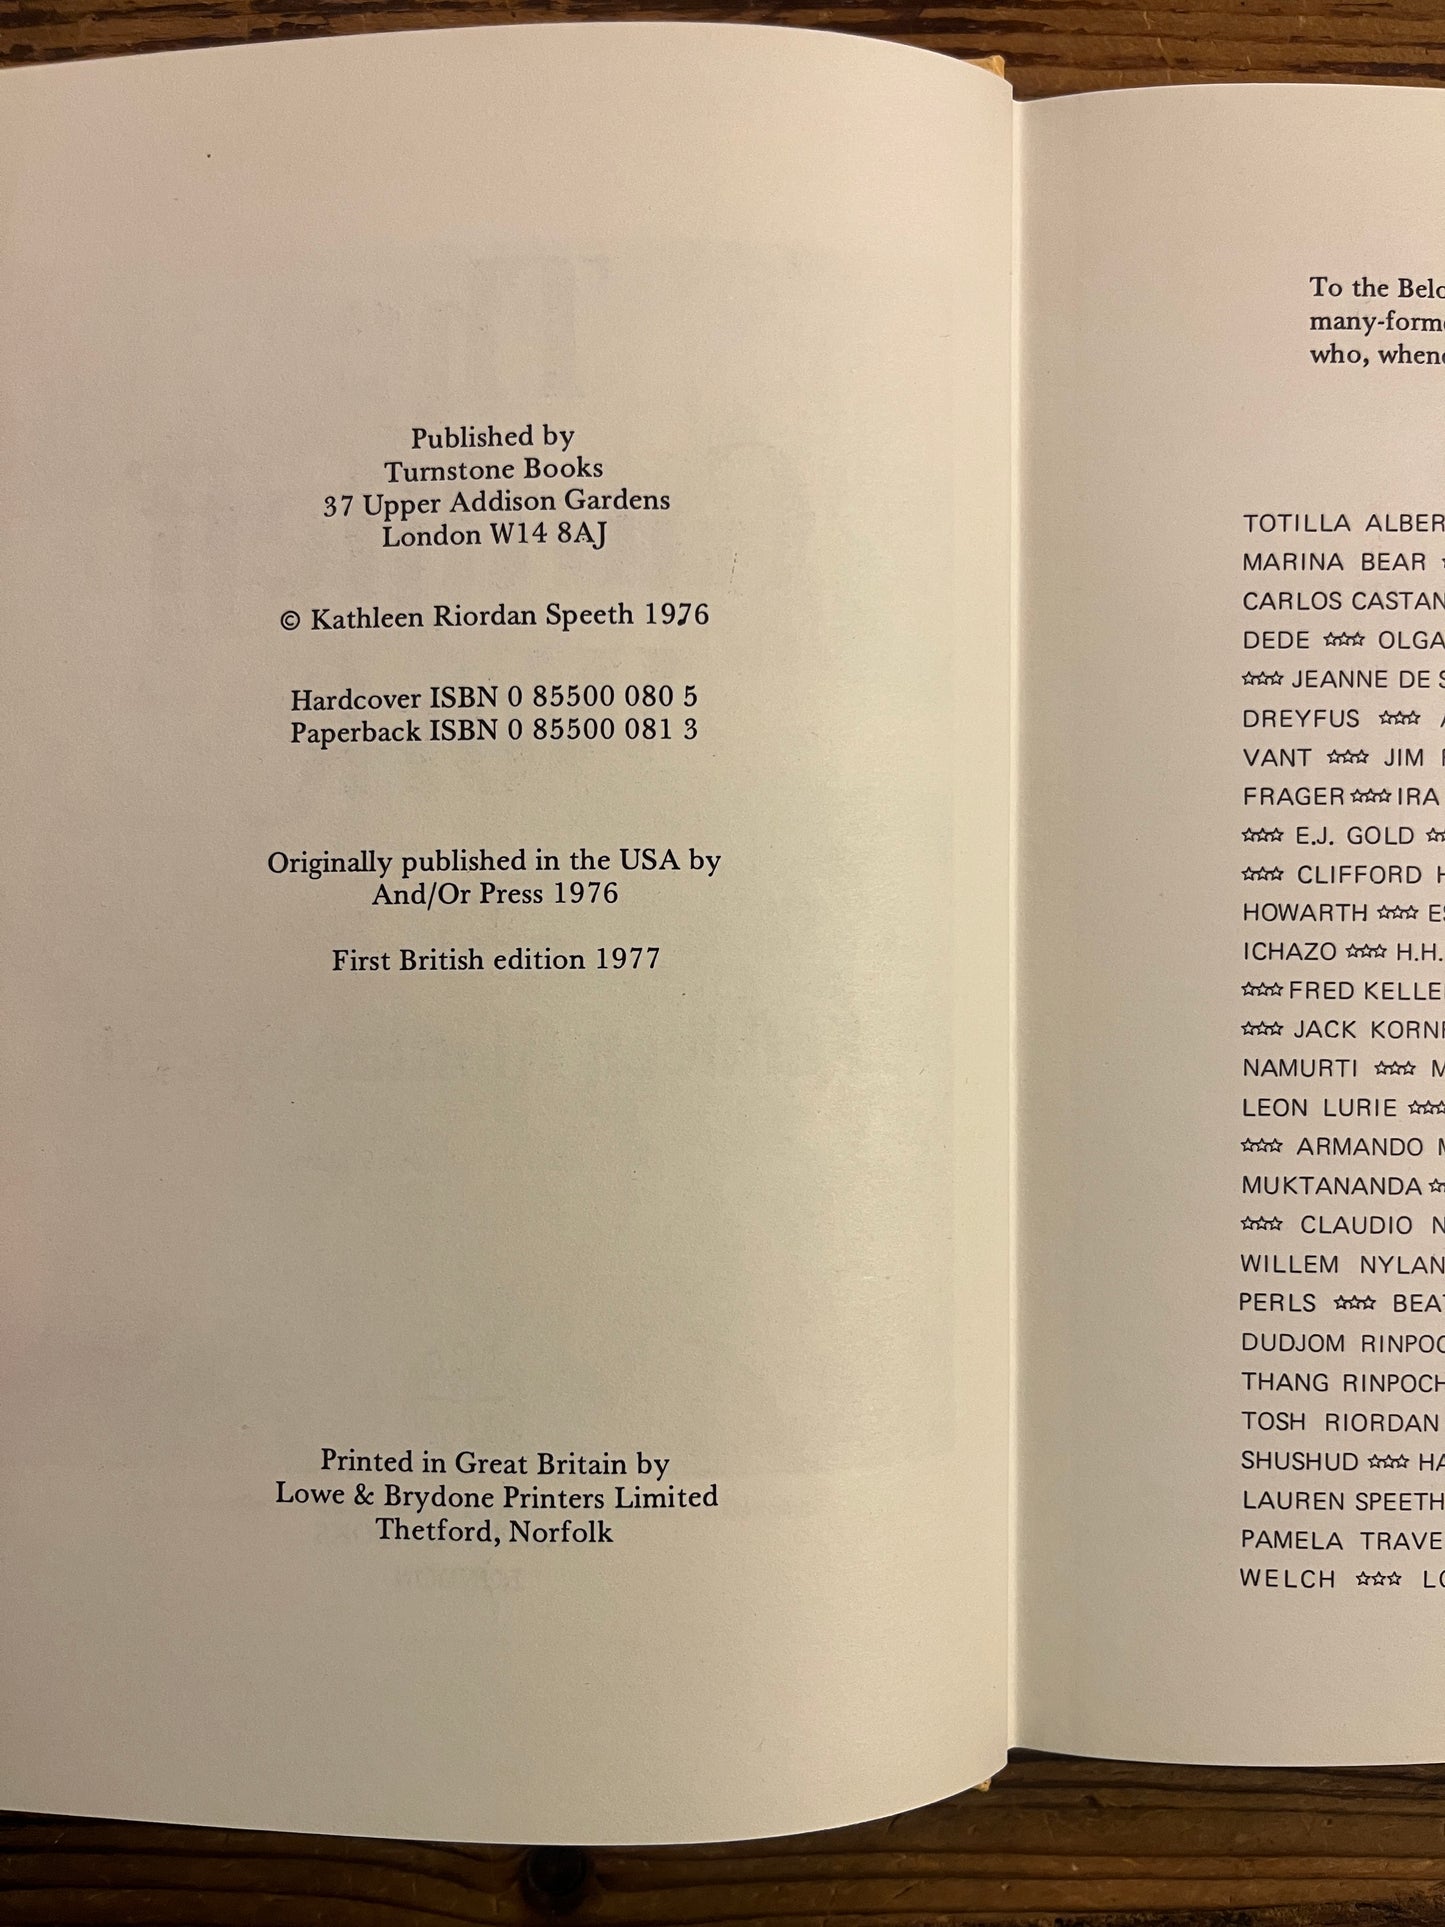 Published by
Turnstone Books
37 Upper Addison Gardens
London W14 8AJ
© Kathleen Riordan Speeth 1976
Hardcover ISBN 0 85500 080 5
Paperback ISBN 0 85500 081 3
Originally published in the USA by
And/Or Press 1976
First British edition 1977
Printed in Great Britain by
Lowe & Brydone Printers Limited
Thetford, Norfolk
To the
who,
TOTILLA
MARINA BEAR
CARLOS
DEDE ☆☆☆ OLGA
☆☆☆ JEANNE DE
DREYFUS ☆☆☆
VANT ☆☆☆ JIM
FRAGER ☆☆☆ IRA
☆☆☆ E.J. GOLD
☆☆☆ CLIFFORD
HOWARTH ☆☆☆
ICHAZO ☆☆☆ H.H.
☆☆☆ FRED
☆☆☆ JACK
NAMURTI ☆☆☆
LEON LURIE
☆☆☆ ARMANDO
MUKTANANDA
☆☆☆ CLAUDIO
WILLEM
PERLS ☆☆☆
DUDJOM
THANG
TOSH RIORDAN
SHUSHUD ☆☆☆
LAUREN SPEETH
PAMELA
WELCH ☆☆☆